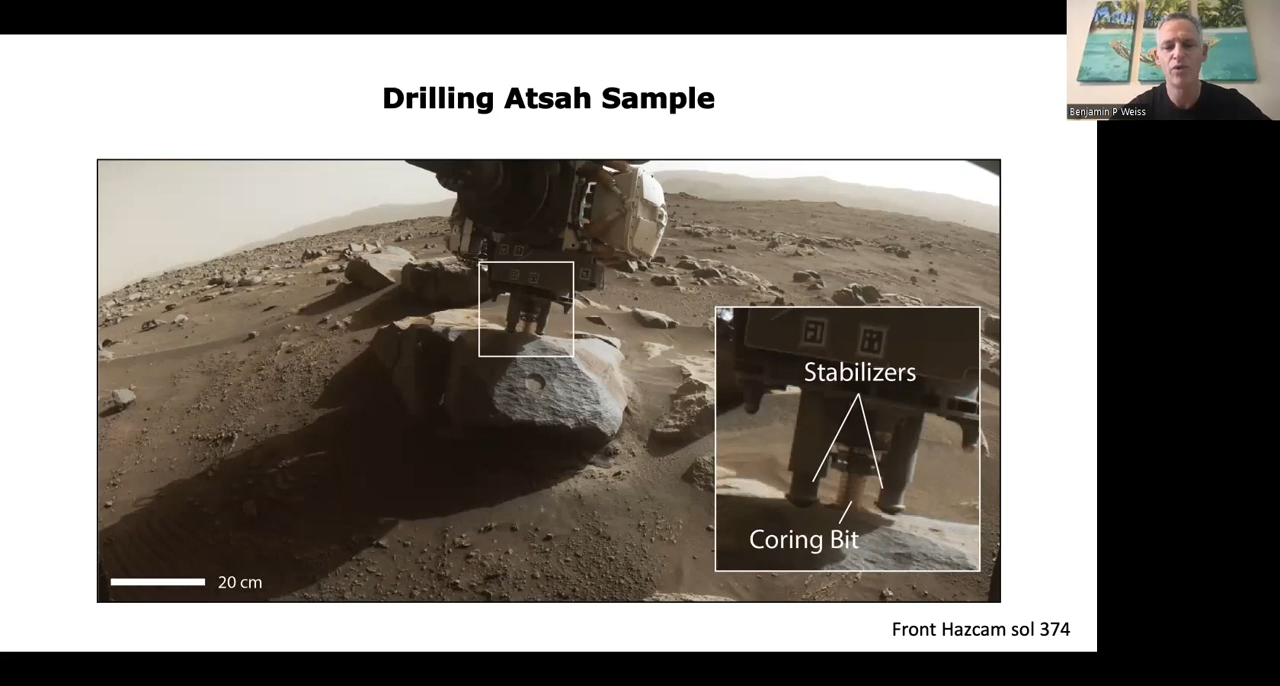 Drilling Atsah Sample
Benjamin P Weiss
Stabilizers
Coring Bit
20 cm
Front Hazcam sol 374